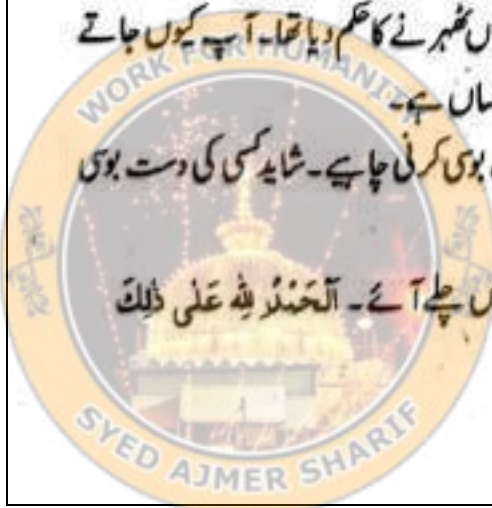 ں ٹھہرنے کا حکم دیا تھا۔ آپ کیوں جاتے
ساں ہے۔
بوسی کرنی چاہیے۔ شاید کسی کی دست بوسی
ں چلے آئے۔ اَلْحَمْدُ لِلّٰہِ عَلٰی ذٰلِکَ
WORK FOR HUMANITY
SYED AJMER SHARIF